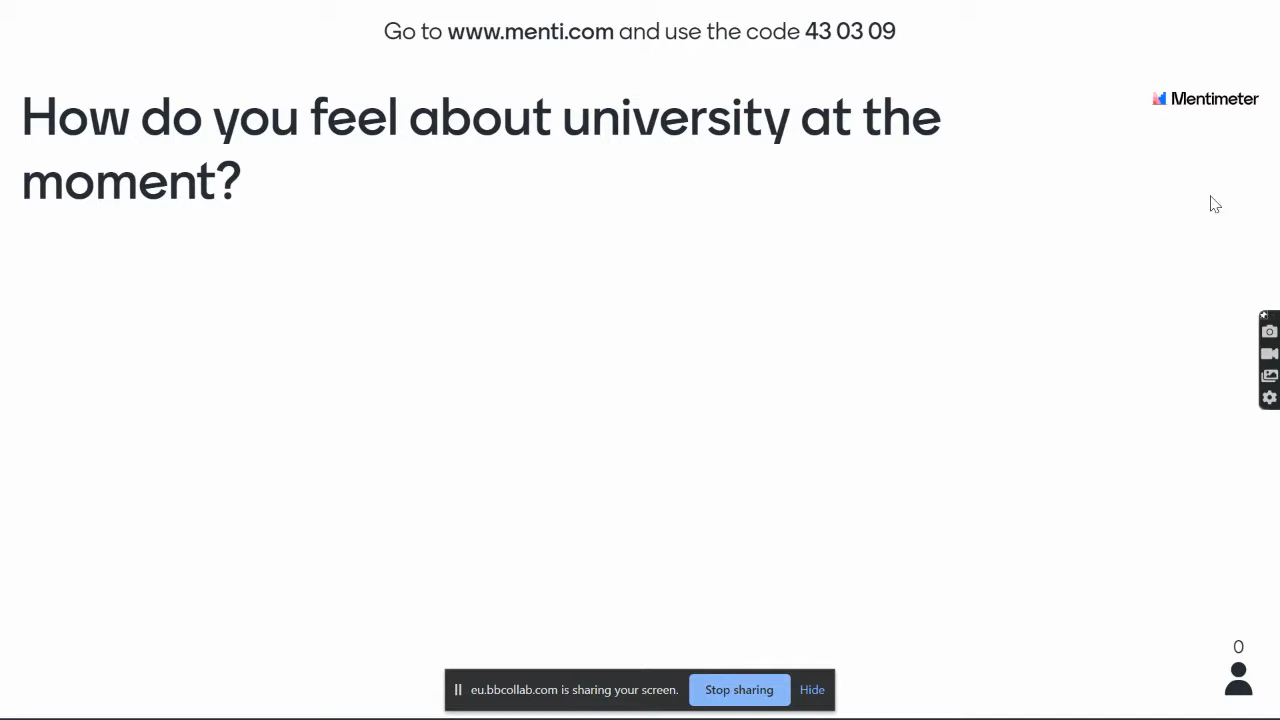 Go to www.menti.com and use the code 43 03 09
How do you feel about university at the
moment?
Mentimeter
0
eu.bbcollab.com is sharing your screen.
Stop sharing
Hide